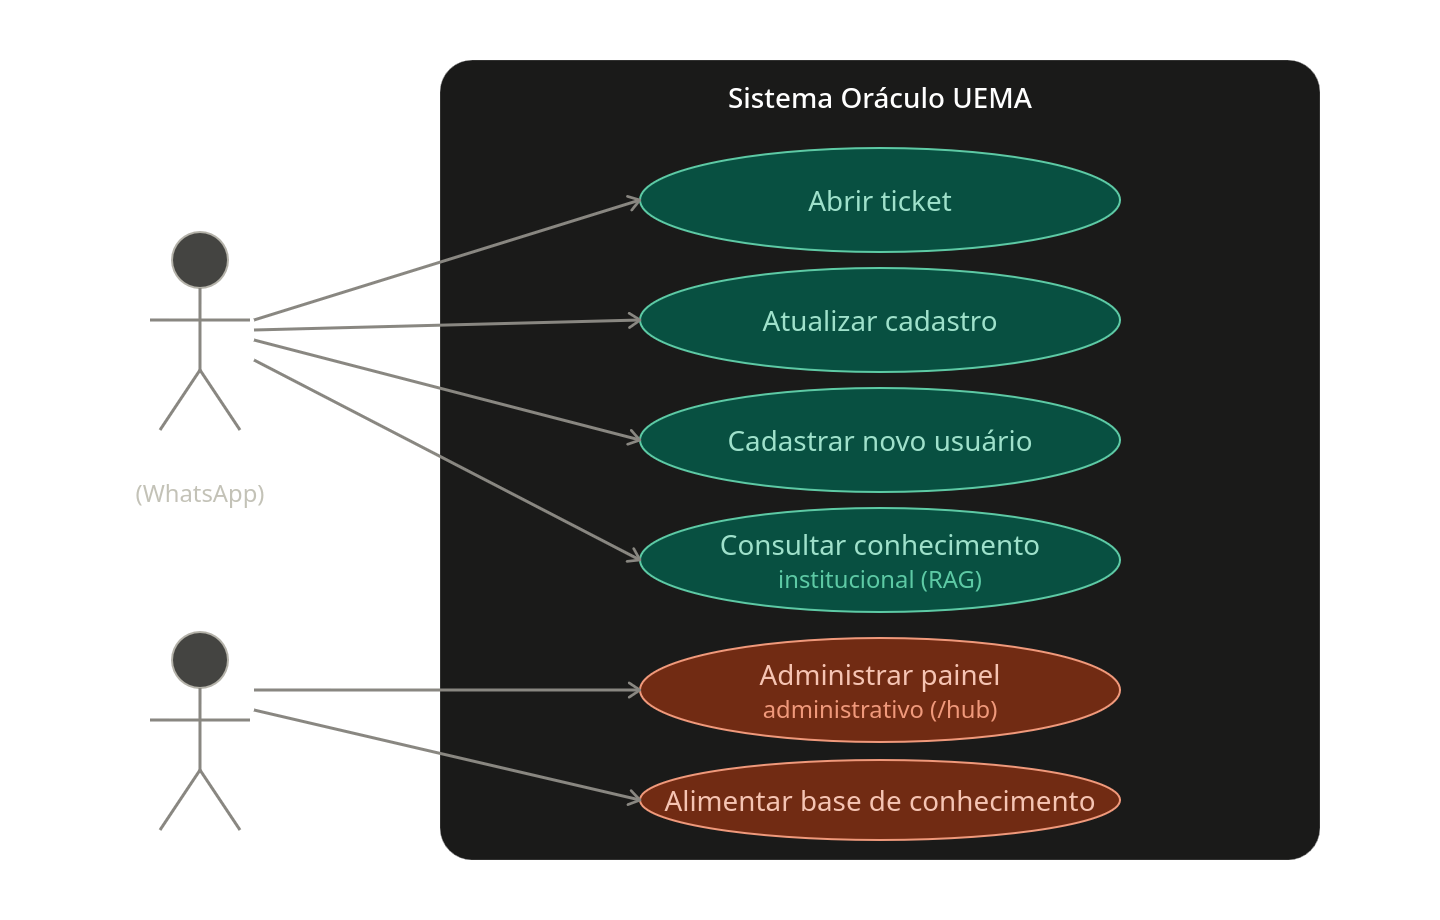 Sistema Oráculo UEMA
Abrir ticket
Atualizar cadastro
Cadastrar novo usuário
(WhatsApp)
Consultar conhecimento
institucional (RAG)
Administrar painel
administrativo (/hub)
Alimentar base de conhecimento